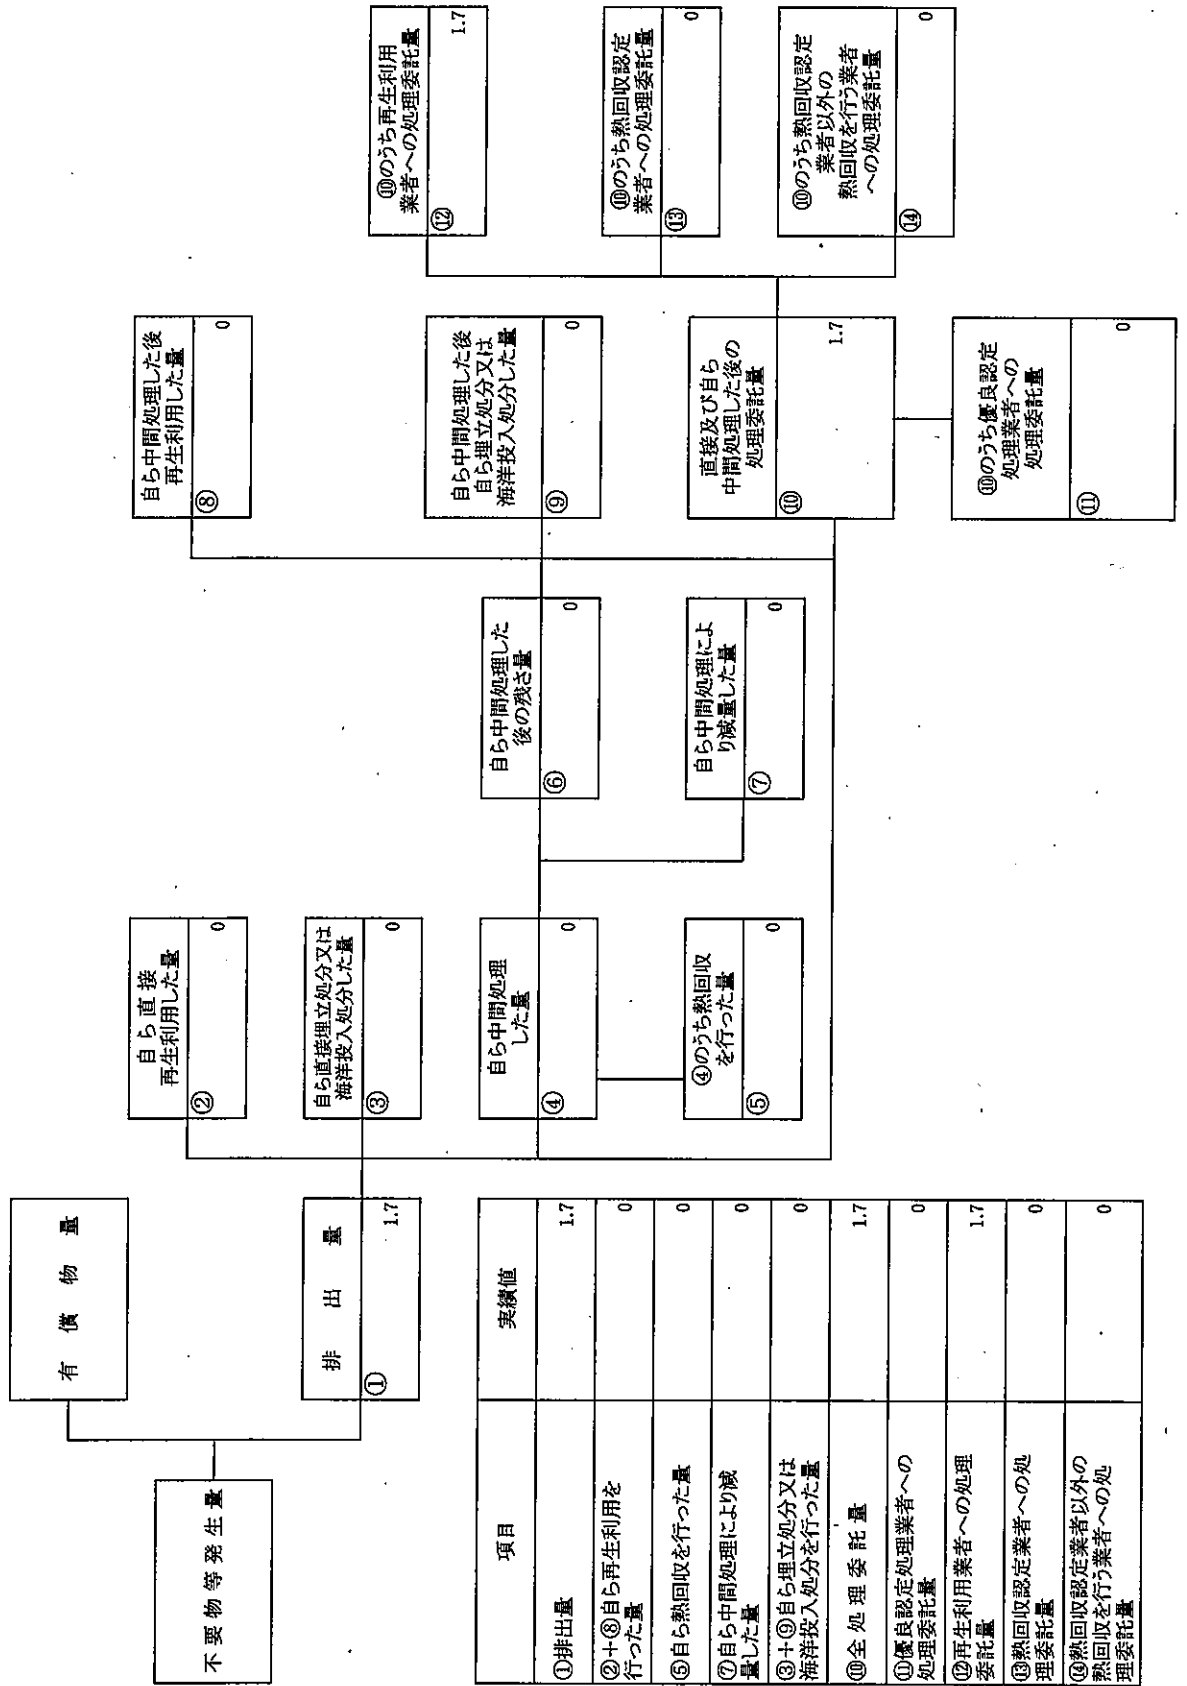 不要物等発生量
有償物量
排出量
①
1.7
自ら直接
再生利用した量
②
0
自ら直接埋立処分又は
海洋投入処分した量
③
0
自ら中間処理
した量
④
0
④のうち熱回収
を行った量
⑤
0
自ら中間処理した
後の残さ量
⑥
0
自ら中間処理によ
り減量した量
⑦
0
自ら中間処理した後
再生利用した量
⑧
0
自ら中間処理した後
自ら埋立処分又は
海洋投入処分した量
⑨
0
直接及び自ら
中間処理した後の
処理委託量
⑩
1.7
⑩のうち優良認定
処理業者への
処理委託量
⑪
0
⑩のうち再生利用
業者への処理委託量
⑫
1.7
⑩のうち熱回収認定
業者への処理委託量
⑬
0
⑩のうち熱回収認定
業者以外の
熱回収を行う業者
への処理委託量
⑭
0
項目 実績値
①排出量 1.7
②+⑧自ら再生利用を
行った量 0
⑤自ら熱回収を行った量 0
⑦自ら中間処理により減
量した量 0
③+⑨自ら埋立処分又は
海洋投入処分を行った量 0
⑩全処理委託量 1.7
⑪優良認定処理業者への
処理委託量 0
⑫再生利用業者への処理
委託量 1.7
⑬熱回収認定業者への処
理委託量 0
⑭熱回収認定業者以外の
熱回収を行う業者への処
理委託量 0